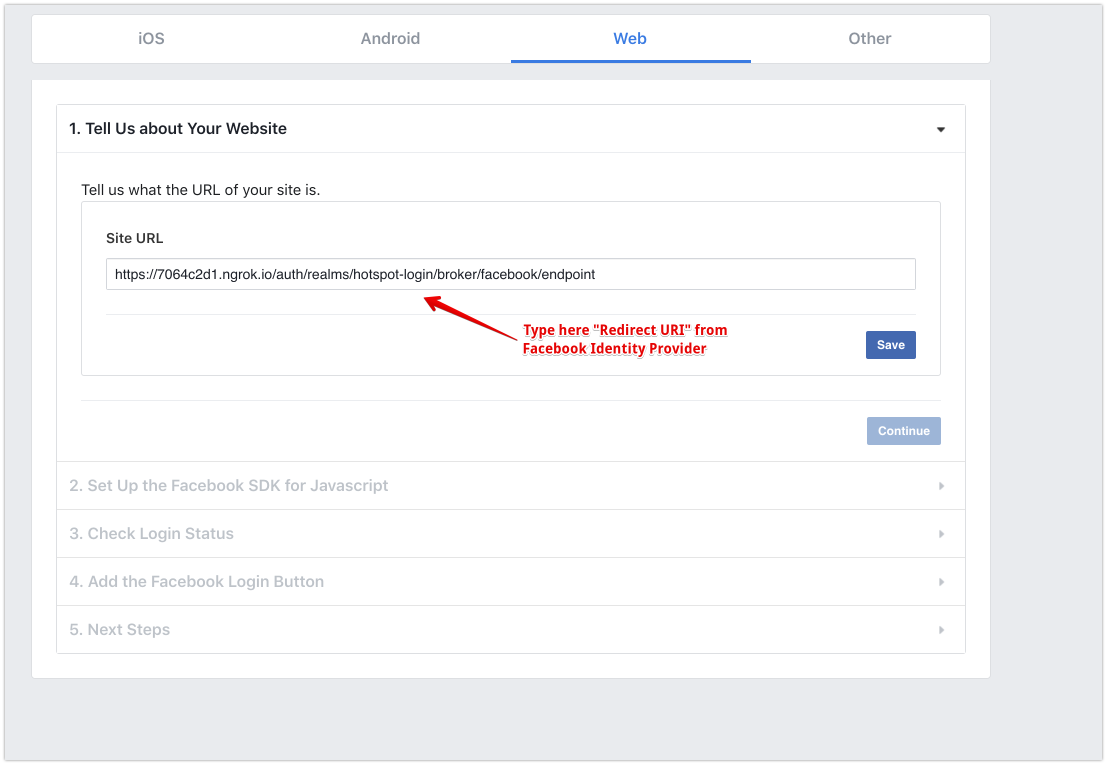 iOS
Android
Web
Other
1. Tell Us about Your Website
Tell us what the URL of your site is.
Site URL
https://7064c2d1.ngrok.io/auth/realms/hotspot-login/broker/facebook/endpoint
Type here "Redirect URI" from
Facebook Identity Provider
Save
Continue
2. Set Up the Facebook SDK for Javascript
3. Check Login Status
4. Add the Facebook Login Button
5. Next Steps